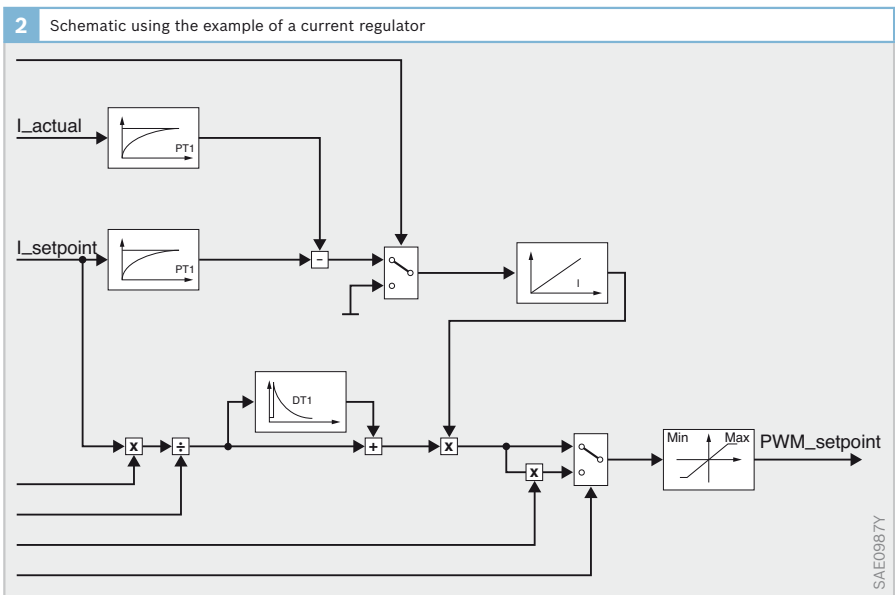 2 Schematic using the example of a current regulator
I_actual
PT1
I_setpoint
PT1
-
I
DT1
x
÷
+
x
x
Min Max
PWM_setpoint
SAE0987Y